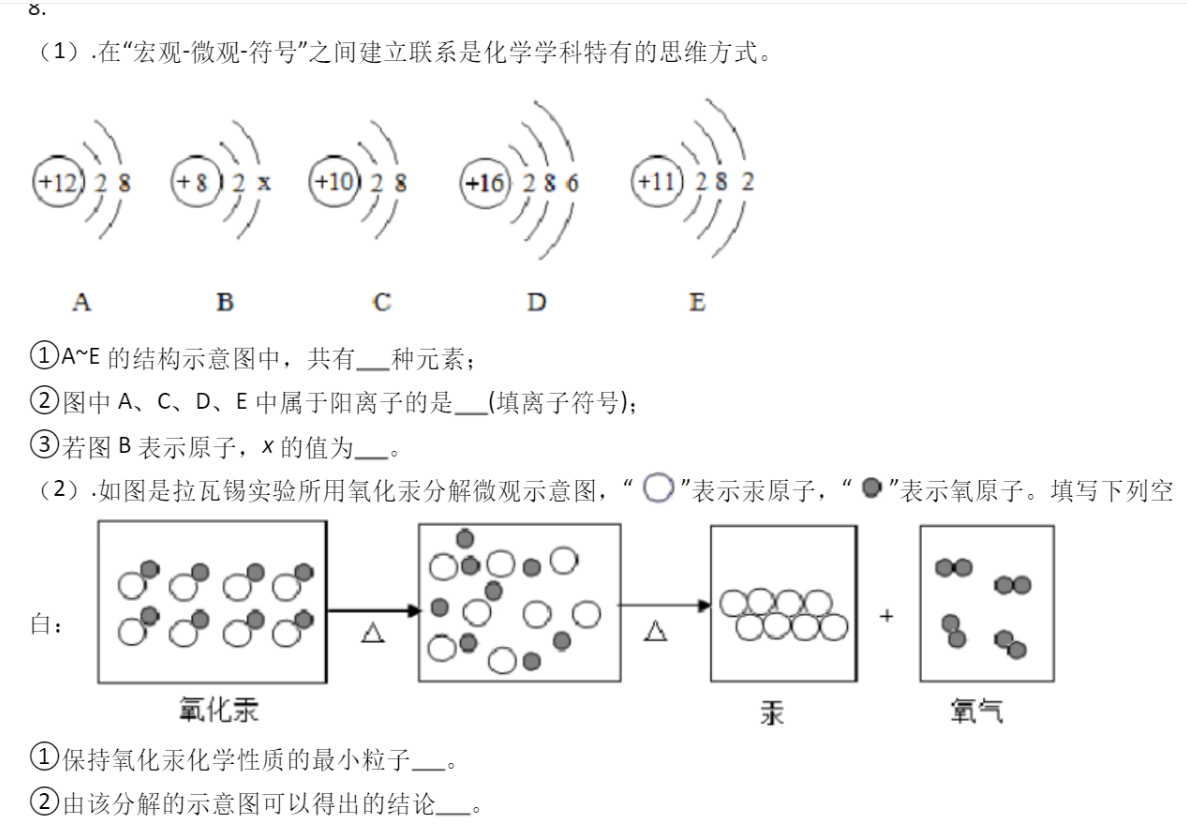 8.
（1）.在“宏观-微观-符号”之间建立联系是化学学科特有的思维方式。
+12 2 8 +8 2 x +10 2 8 +16 2 8 6 +11 2 8 2
A B C D E
①A~E 的结构示意图中，共有___种元素；
②图中 A、C、D、E 中属于阳离子的是___(填离子符号)；
③若图 B 表示原子，x 的值为___。
（2）.如图是拉瓦锡实验所用氧化汞分解微观示意图，“ ”表示汞原子，“ ”表示氧原子。填写下列空
白： △ △ +
氧化汞 汞 氧气
①保持氧化汞化学性质的最小粒子___。
②由该分解的示意图可以得出的结论___。